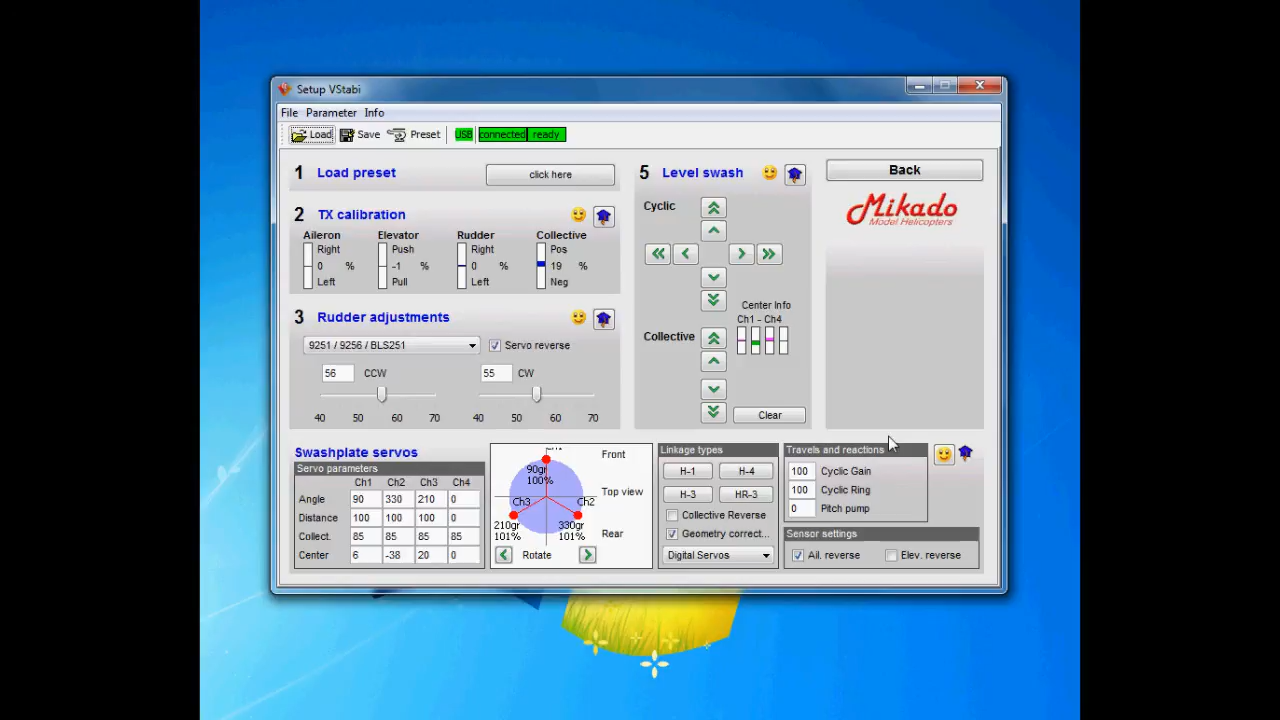 Setup VStabi
File Parameter Info
Load Save Preset USB connected ready
1 Load preset click here
2 TX calibration
Aileron Elevator Rudder Collective
Right Push Right Pos
0 % -1 % 0 % 19 %
Left Pull Left Neg
3 Rudder adjustments
9251 / 9256 / BLS251 Servo reverse
56 CCW 55 CW
40 50 60 70 40 50 60 70
5 Level swash
Cyclic
Center Info
Ch1 - Ch4
Collective
Clear
Back
Mikado
Model Helicopters
Swashplate servos
Servo parameters
Ch1 Ch2 Ch3 Ch4
Angle 90 330 210 0
Distance 100 100 100 0
Collect. 85 85 85 85
Center 6 -38 20 0
Front
90gr
100%
Top view
Ch3 Ch2
210gr 330gr
101% 101%
Rear
Rotate
Linkage types
H-1 H-4
H-3 HR-3
Collective Reverse
Geometry correct...
Digital Servos
Travels and reactions
100 Cyclic Gain
100 Cyclic Ring
0 Pitch pump
Sensor settings
Ail. reverse Elev. reverse